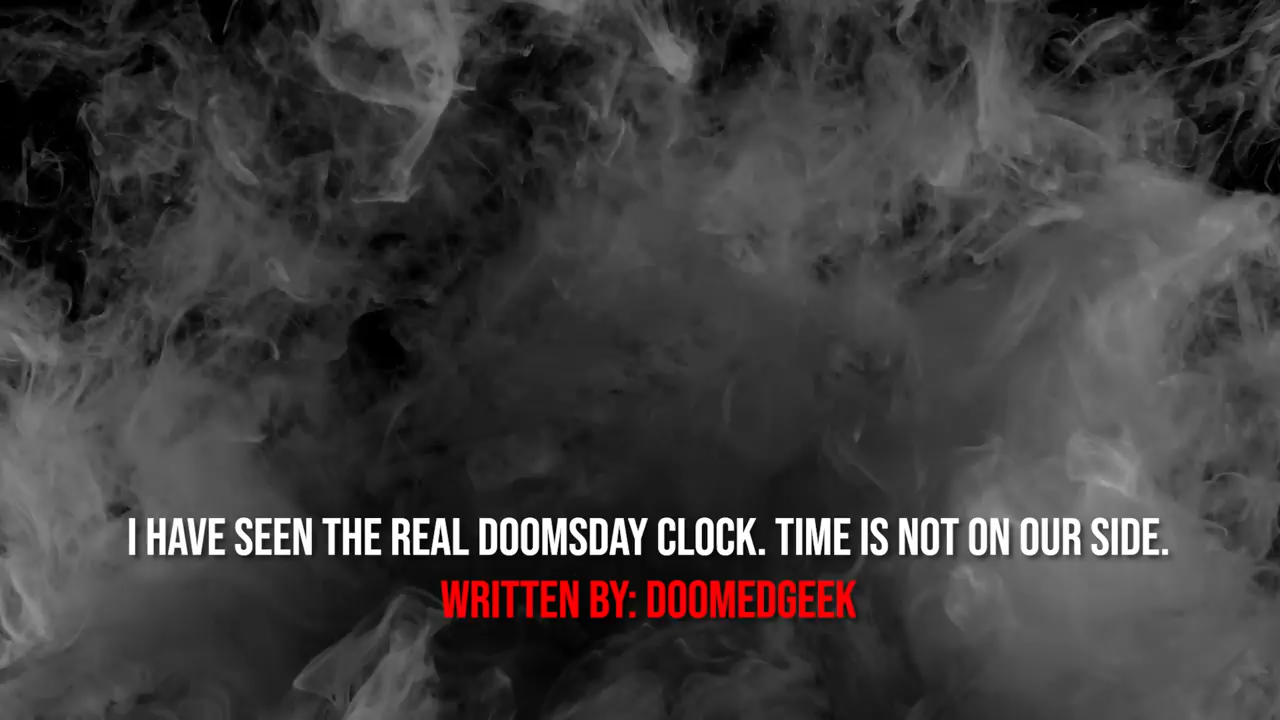 I HAVE SEEN THE REAL DOOMSDAY CLOCK. TIME IS NOT ON OUR SIDE.
WRITTEN BY: DOOMEDGEEK